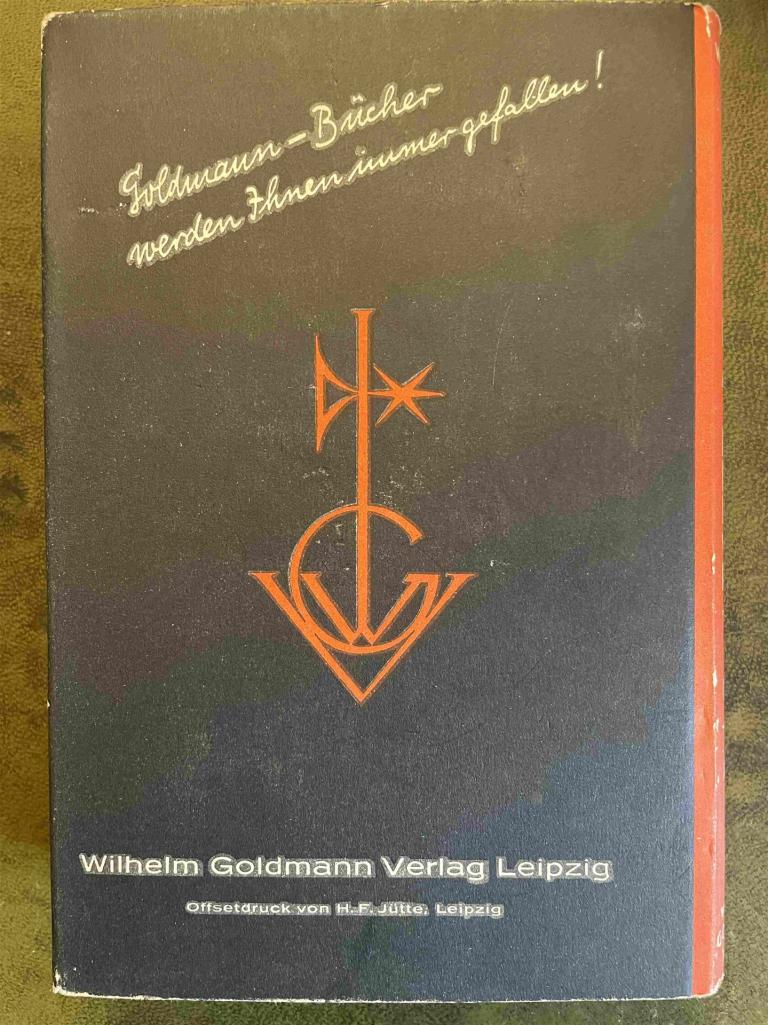 Goldmann-Bücher
werden Ihnen immer gefallen!
Wilhelm Goldmann Verlag Leipzig
Offsetdruck von H. F. Jütte, Leipzig